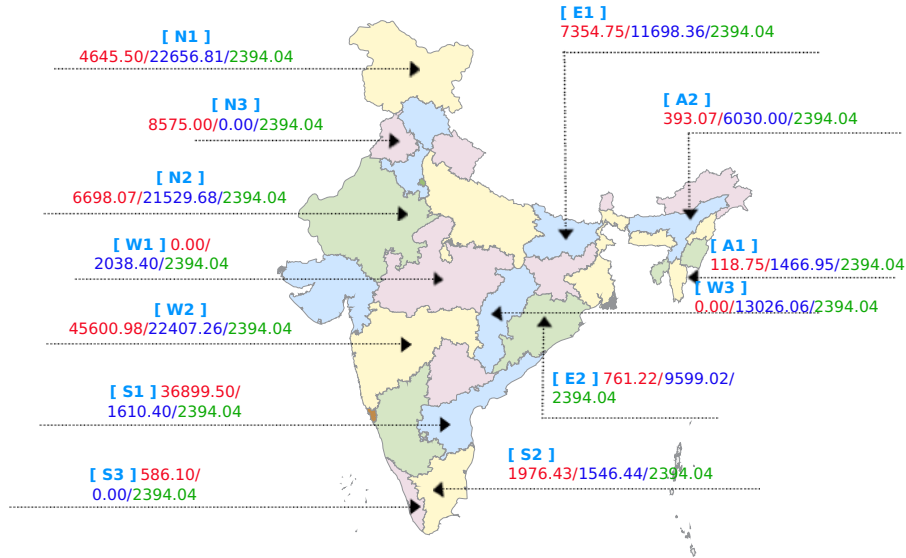 [ E1 ]
7354.75/11698.36/2394.04
[ N1 ]
4645.50/22656.81/2394.04
[ N3 ]
8575.00/0.00/2394.04
[ A2 ]
393.07/6030.00/2394.04
[ N2 ]
6698.07/21529.68/2394.04
[ W1 ] 0.00/
2038.40/2394.04
[ A1 ]
118.75/1466.95/2394.04
[ W3 ]
0.00/13026.06/2394.04
[ W2 ]
45600.98/22407.26/2394.04
[ E2 ] 761.22/9599.02/
2394.04
[ S1 ] 36899.50/
1610.40/2394.04
[ S2 ]
1976.43/1546.44/2394.04
[ S3 ] 586.10/
0.00/2394.04